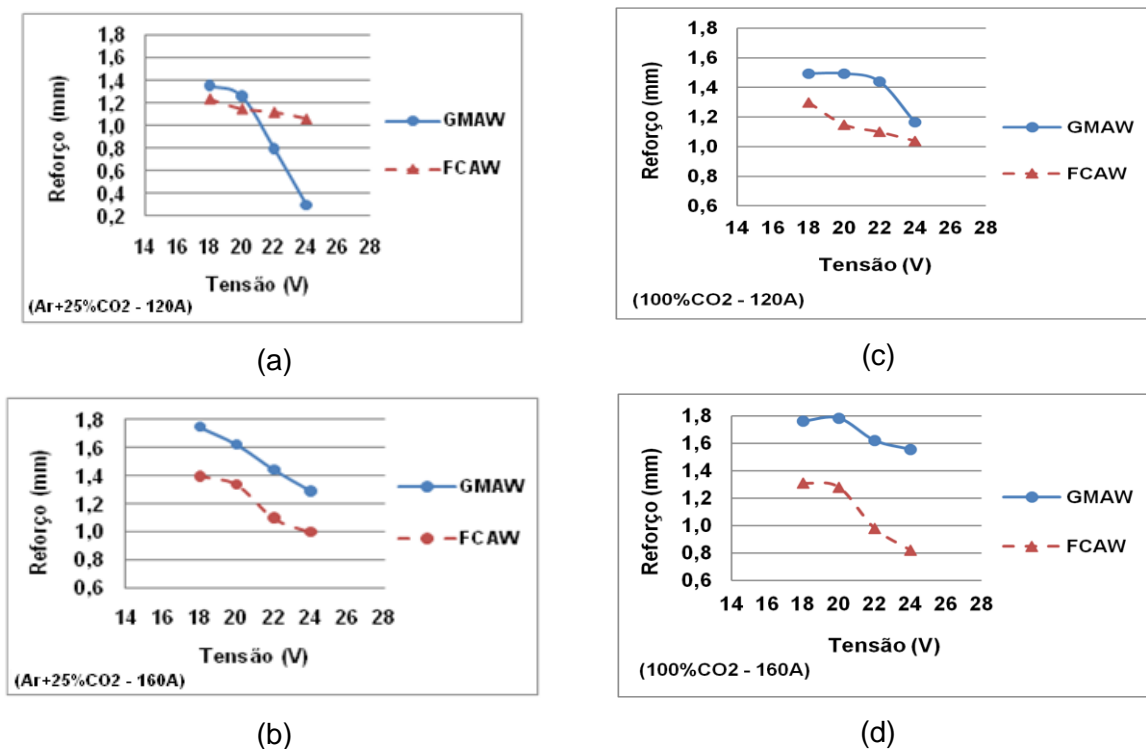 1,8
1,6
1,4
1,2
1,0
0,8
0,6
0,4
0,2
Reforço (mm)
14 16 18 20 22 24 26 28
Tensão (V)
GMAW
FCAW
(Ar+25%CO2 - 120A)
(a)
1,8
1,6
1,4
1,2
1,0
0,8
0,6
Reforço (mm)
14 16 18 20 22 24 26 28
Tensão (V)
GMAW
FCAW
(100%CO2 - 120A)
(c)
1,8
1,6
1,4
1,2
1,0
0,8
0,6
Reforço (mm)
14 16 18 20 22 24 26 28
Tensão (V)
GMAW
FCAW
(Ar+25%CO2 - 160A)
(b)
1,8
1,6
1,4
1,2
1,0
0,8
0,6
Reforço (mm)
14 16 18 20 22 24 26 28
Tensão (V)
GMAW
FCAW
(100%CO2 - 160A)
(d)